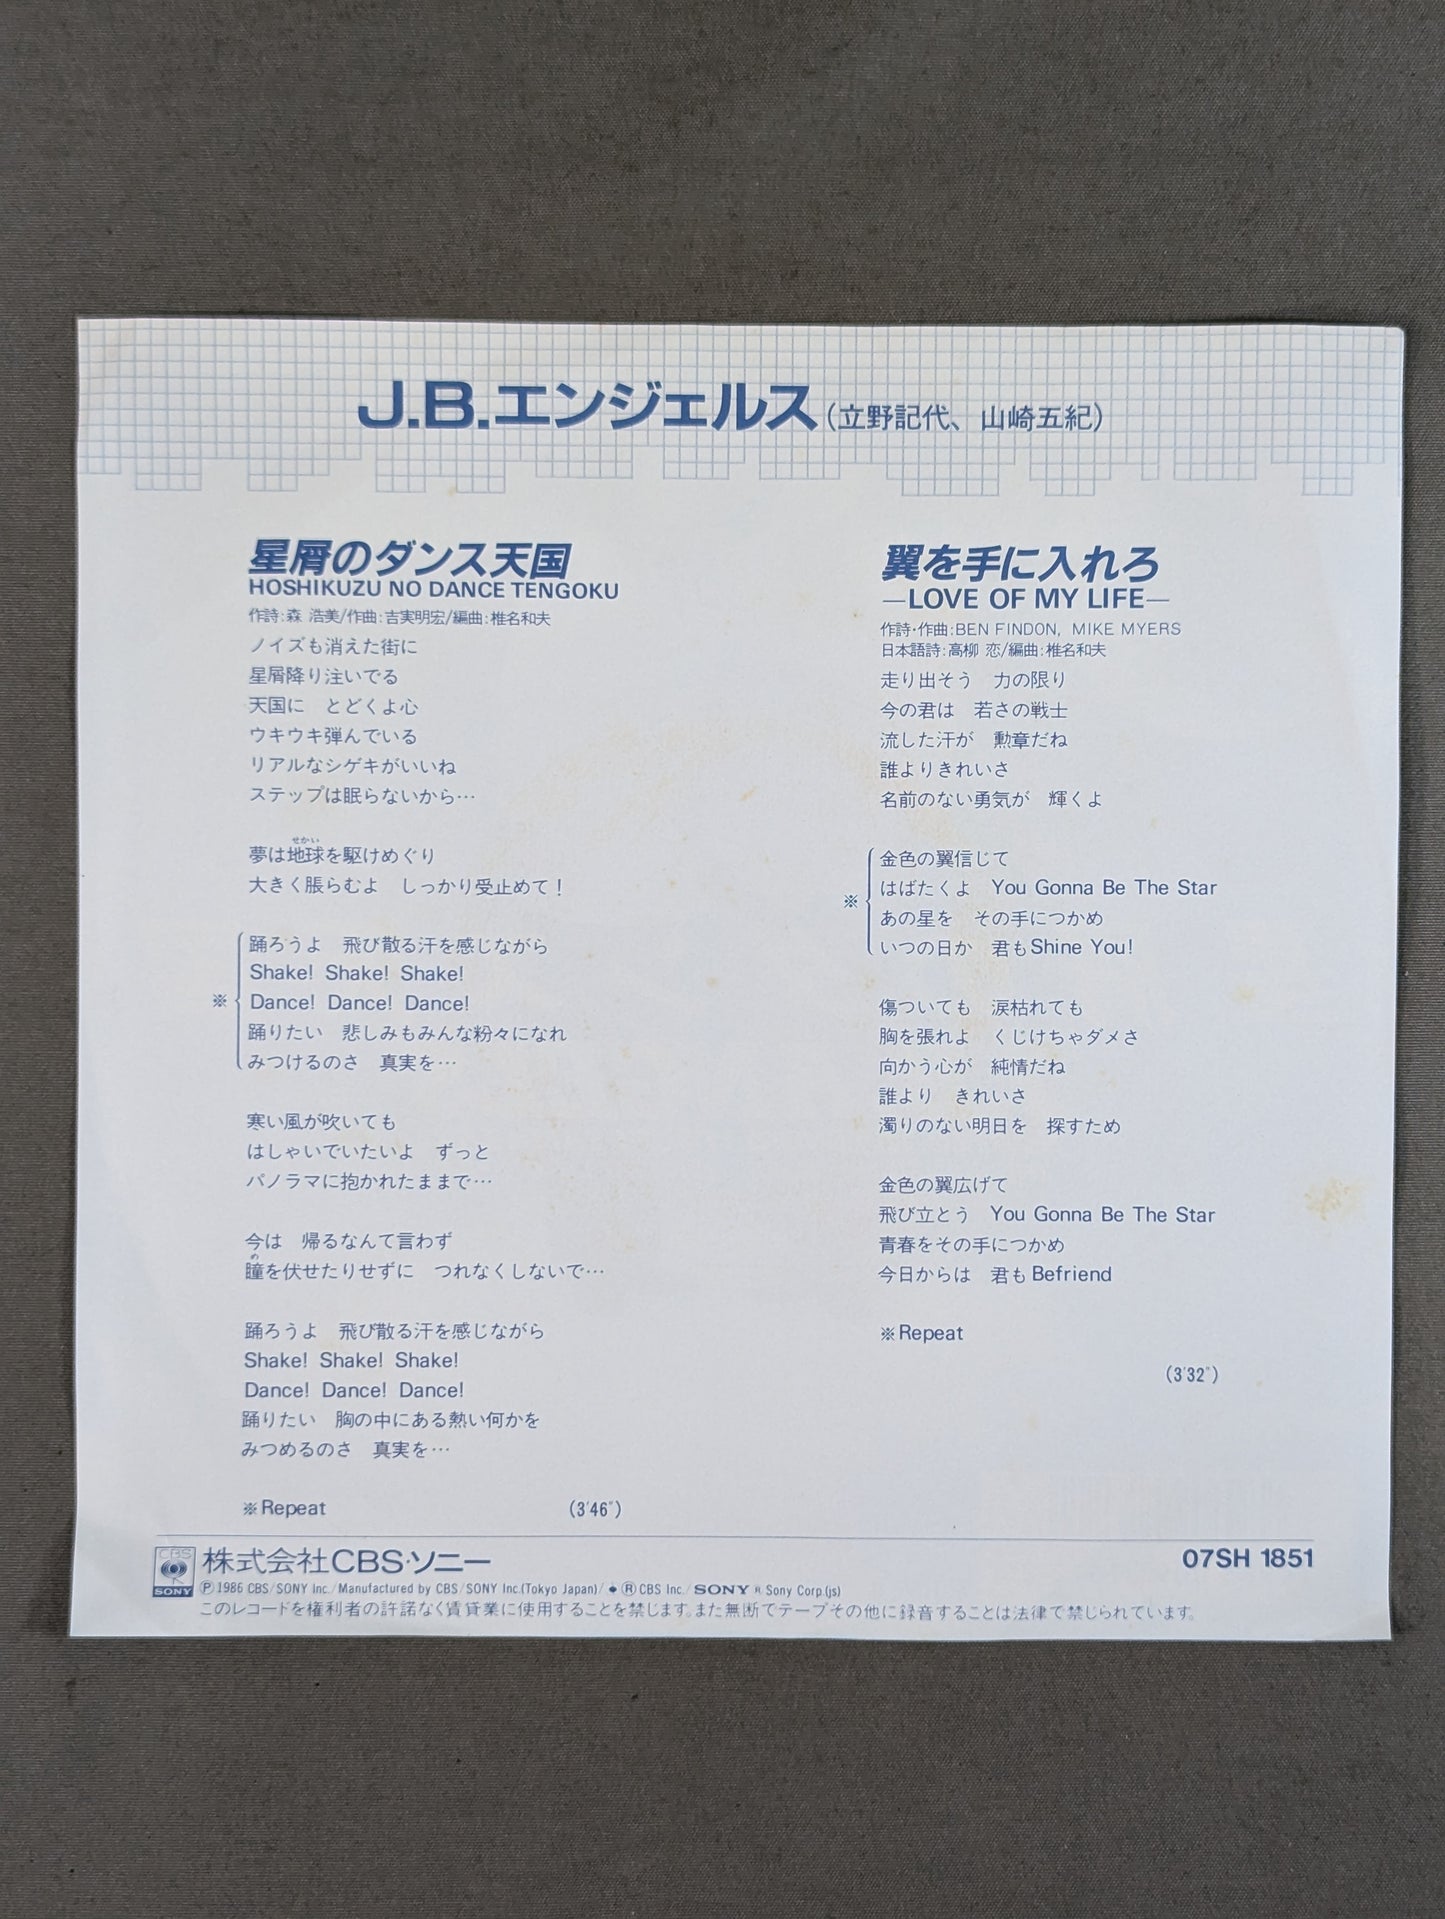 J.B.エンジェルス(立野記代、山崎五紀)
星屑のダンス天国
HOSHIKUZU NO DANCE TENGOKU
作詩:森 浩美/作曲:吉実明宏/編曲:椎名和夫
ノイズも消えた街に
星屑降り注いでる
天国に　とどくよ心
ウキウキ弾んでいる
リアルなシゲキがいいね
ステップは眠らないから…
せかい
夢は地球を駆けめぐり
大きく脹らむよ　しっかり受止めて!
踊ろうよ　飛び散る汗を感じながら
Shake! Shake! Shake!
※ Dance! Dance! Dance!
踊りたい　悲しみもみんな粉々になれ
みつけるのさ　真実を…
寒い風が吹いても
はしゃいでいたいよ　ずっと
パノラマに抱かれたままで…
今は　帰るなんて言わず
め
瞳を伏せたりせずに　つれなくしないで…
踊ろうよ　飛び散る汗を感じながら
Shake! Shake! Shake!
Dance! Dance! Dance!
踊りたい　胸の中にある熱い何かを
みつめるのさ　真実を…
※Repeat (3'46")
翼を手に入れろ
—LOVE OF MY LIFE—
作詩・作曲:BEN FINDON, MIKE MYERS
日本語詩:高柳 恋/編曲:椎名和夫
走り出そう　力の限り
今の君は　若さの戦士
流した汗が　勲章だね
誰よりきれいさ
名前のない勇気が　輝くよ
金色の翼信じて
はばたくよ　You Gonna Be The Star
※
あの星を　その手につかめ
いつの日か　君もShine You!
傷ついても　涙枯れても
胸を張れよ　くじけちゃダメさ
向かう心が　純情だね
誰より　きれいさ
濁りのない明日を　探すため
金色の翼広げて
飛び立とう　You Gonna Be The Star
青春をその手につかめ
今日からは　君もBefriend
※Repeat
(3'32")
CBS
SONY
株式会社CBS・ソニー
07SH 1851
Ⓟ1986 CBS/SONY Inc./Manufactured by CBS/SONY Inc.(Tokyo Japan)/◆ⓇCBS Inc./SONY ® Sony Corp.(js)
このレコードを権利者の許諾なく賃貸業に使用することを禁じます。また無断でテープその他に録音することは法律で禁じられています。